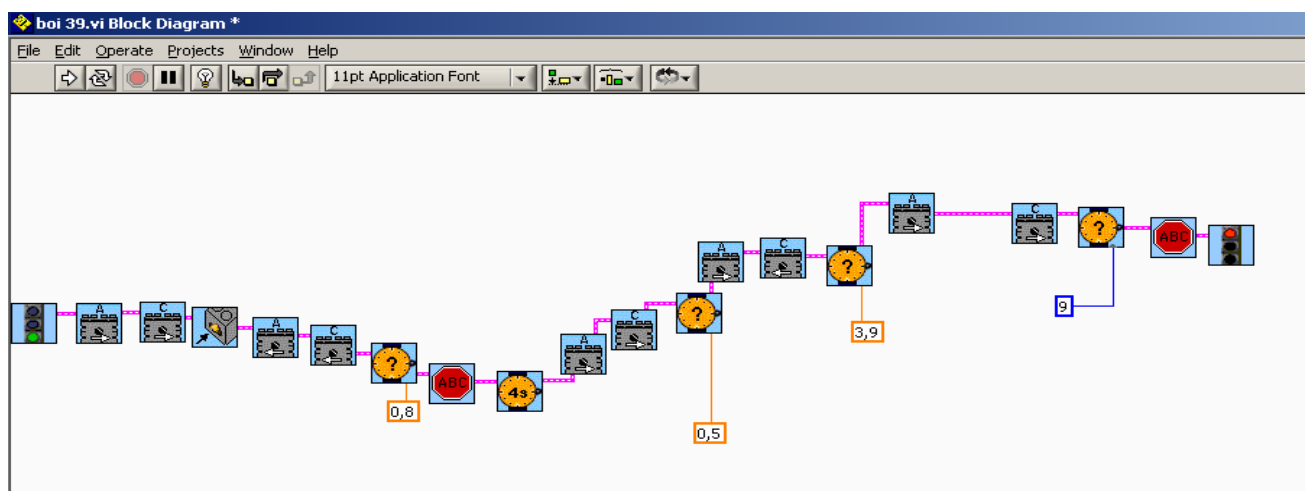 boi 39.vi Block Diagram *
File Edit Operate Projects Window Help
11pt Application Font
A
A C
A C ? 9 ABC
A C
? 3,9
A C A C ? 0,5
? 0,8 ABC 4s